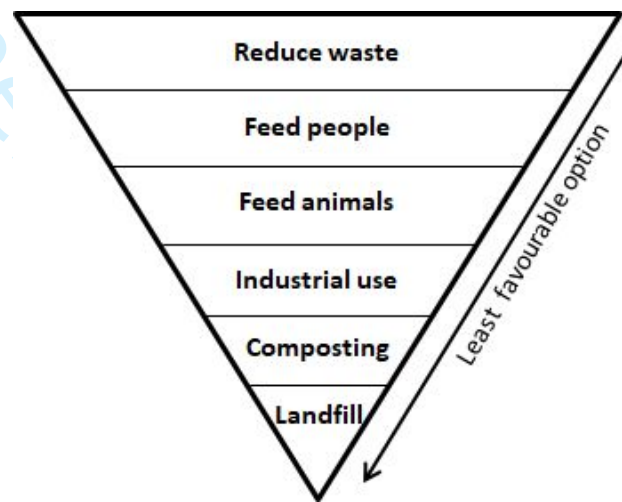 Reduce waste
Feed people
Feed animals
Industrial use
Composting
Landfill
Least favourable option